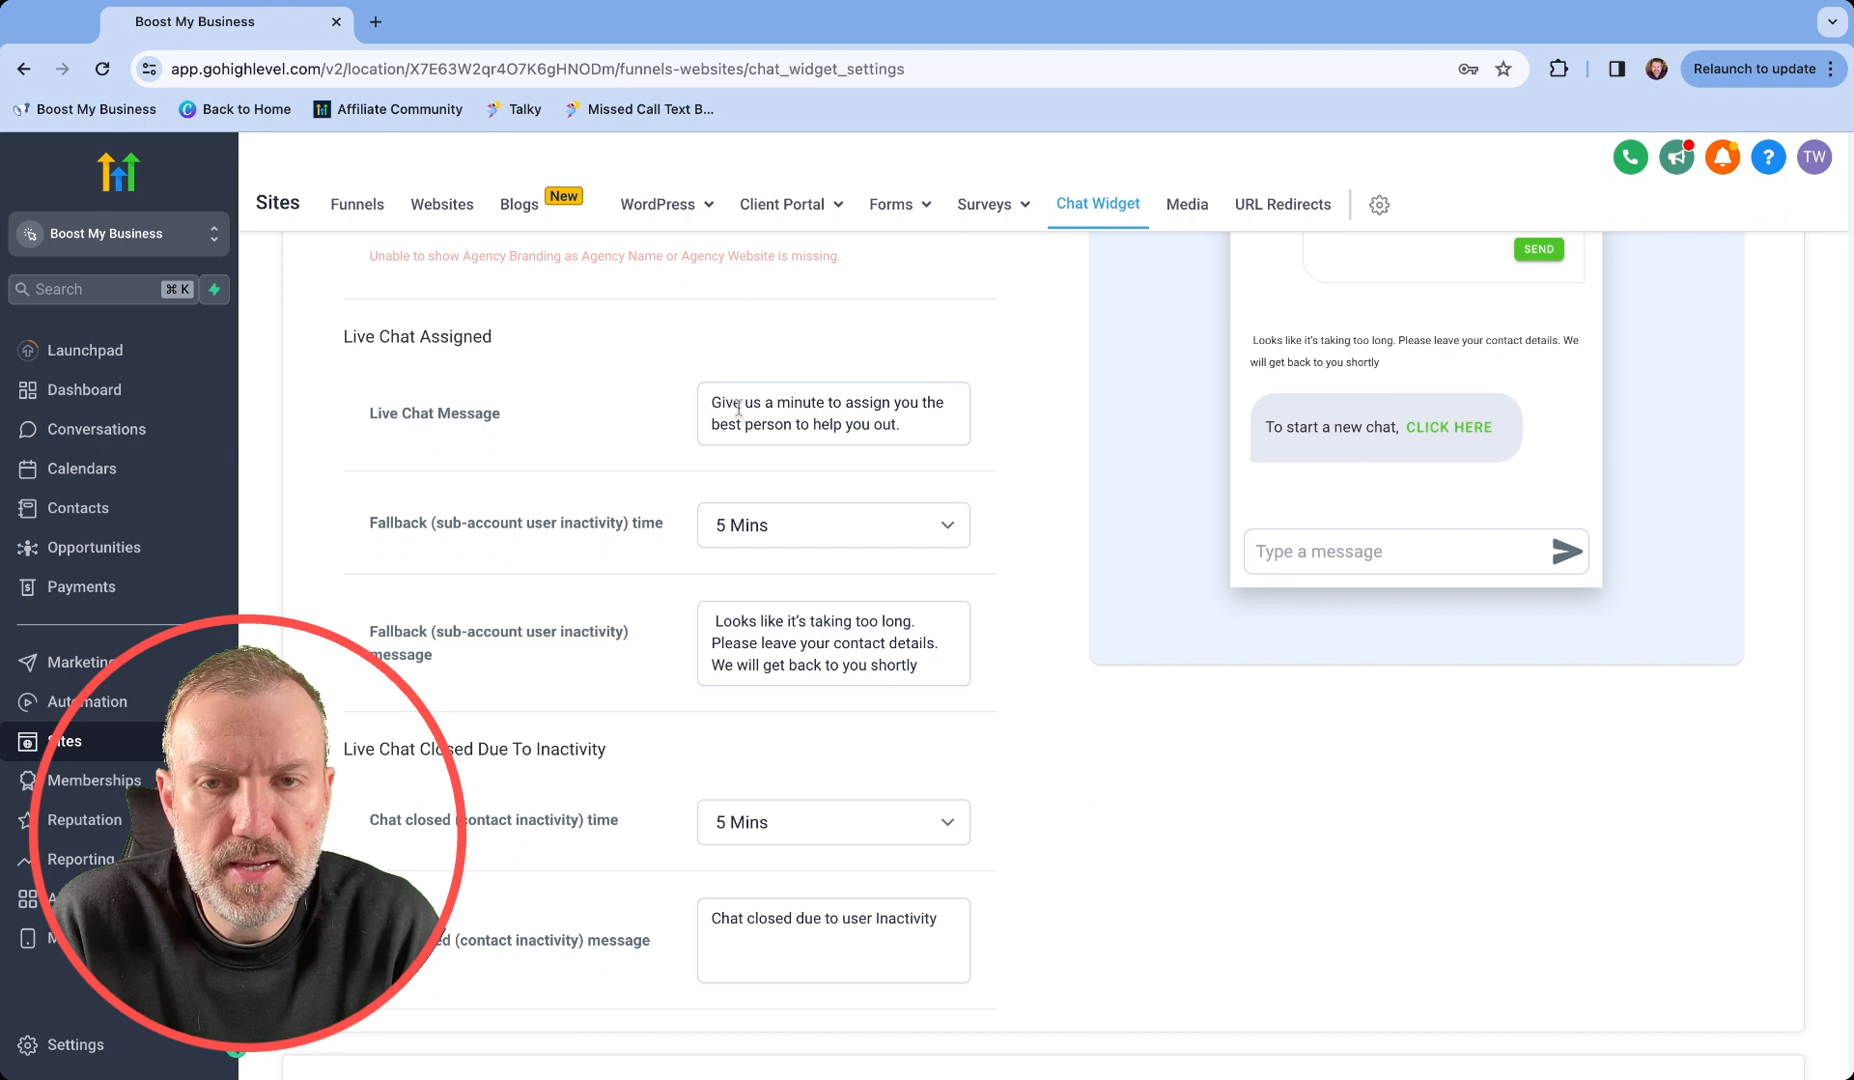 Boost My Business
app.gohighlevel.com/v2/location/X7E63W2qr4O7K6gHNODm/funnels-websites/chat_widget_settings
Relaunch to update
Boost My Business
Back to Home
Affiliate Community
Talky
Missed Call Text B...
TW
Sites
Funnels
Websites
Blogs
New
WordPress
Client Portal
Forms
Surveys
Chat Widget
Media
URL Redirects
Boost My Business
Search
⌘ K
Launchpad
Dashboard
Conversations
Calendars
Contacts
Opportunities
Payments
Marketing
Automation
Sites
Memberships
Reputation
Reporting
Settings
Unable to show Agency Branding as Agency Name or Agency Website is missing.
Live Chat Assigned
Live Chat Message
Give us a minute to assign you the
best person to help you out.
Fallback (sub-account user inactivity) time
5 Mins
Fallback (sub-account user inactivity)
message
Looks like it's taking too long.
Please leave your contact details.
We will get back to you shortly
Live Chat Closed Due To Inactivity
Chat closed (contact inactivity) time
5 Mins
(contact inactivity) message
Chat closed due to user Inactivity
SEND
Looks like it's taking too long. Please leave your contact details. We
will get back to you shortly
To start a new chat, CLICK HERE
Type a message